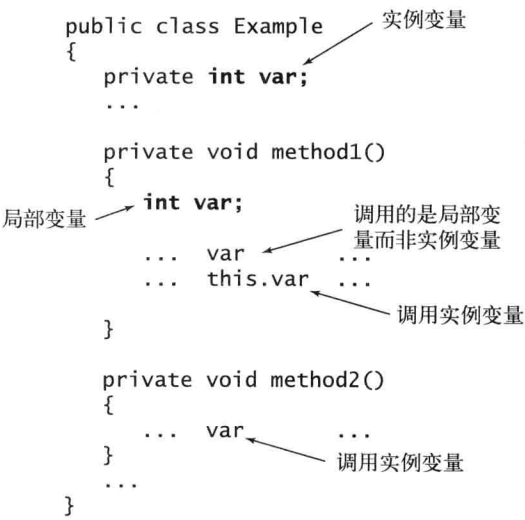 public class Example
实例变量
{
private int var;
...
private void method1()
{
局部变量
int var;
调用的是局部变
量而非实例变量
... var ...
... this.var ...
调用实例变量
}
private void method2()
{
... var ...
}
调用实例变量
...
}